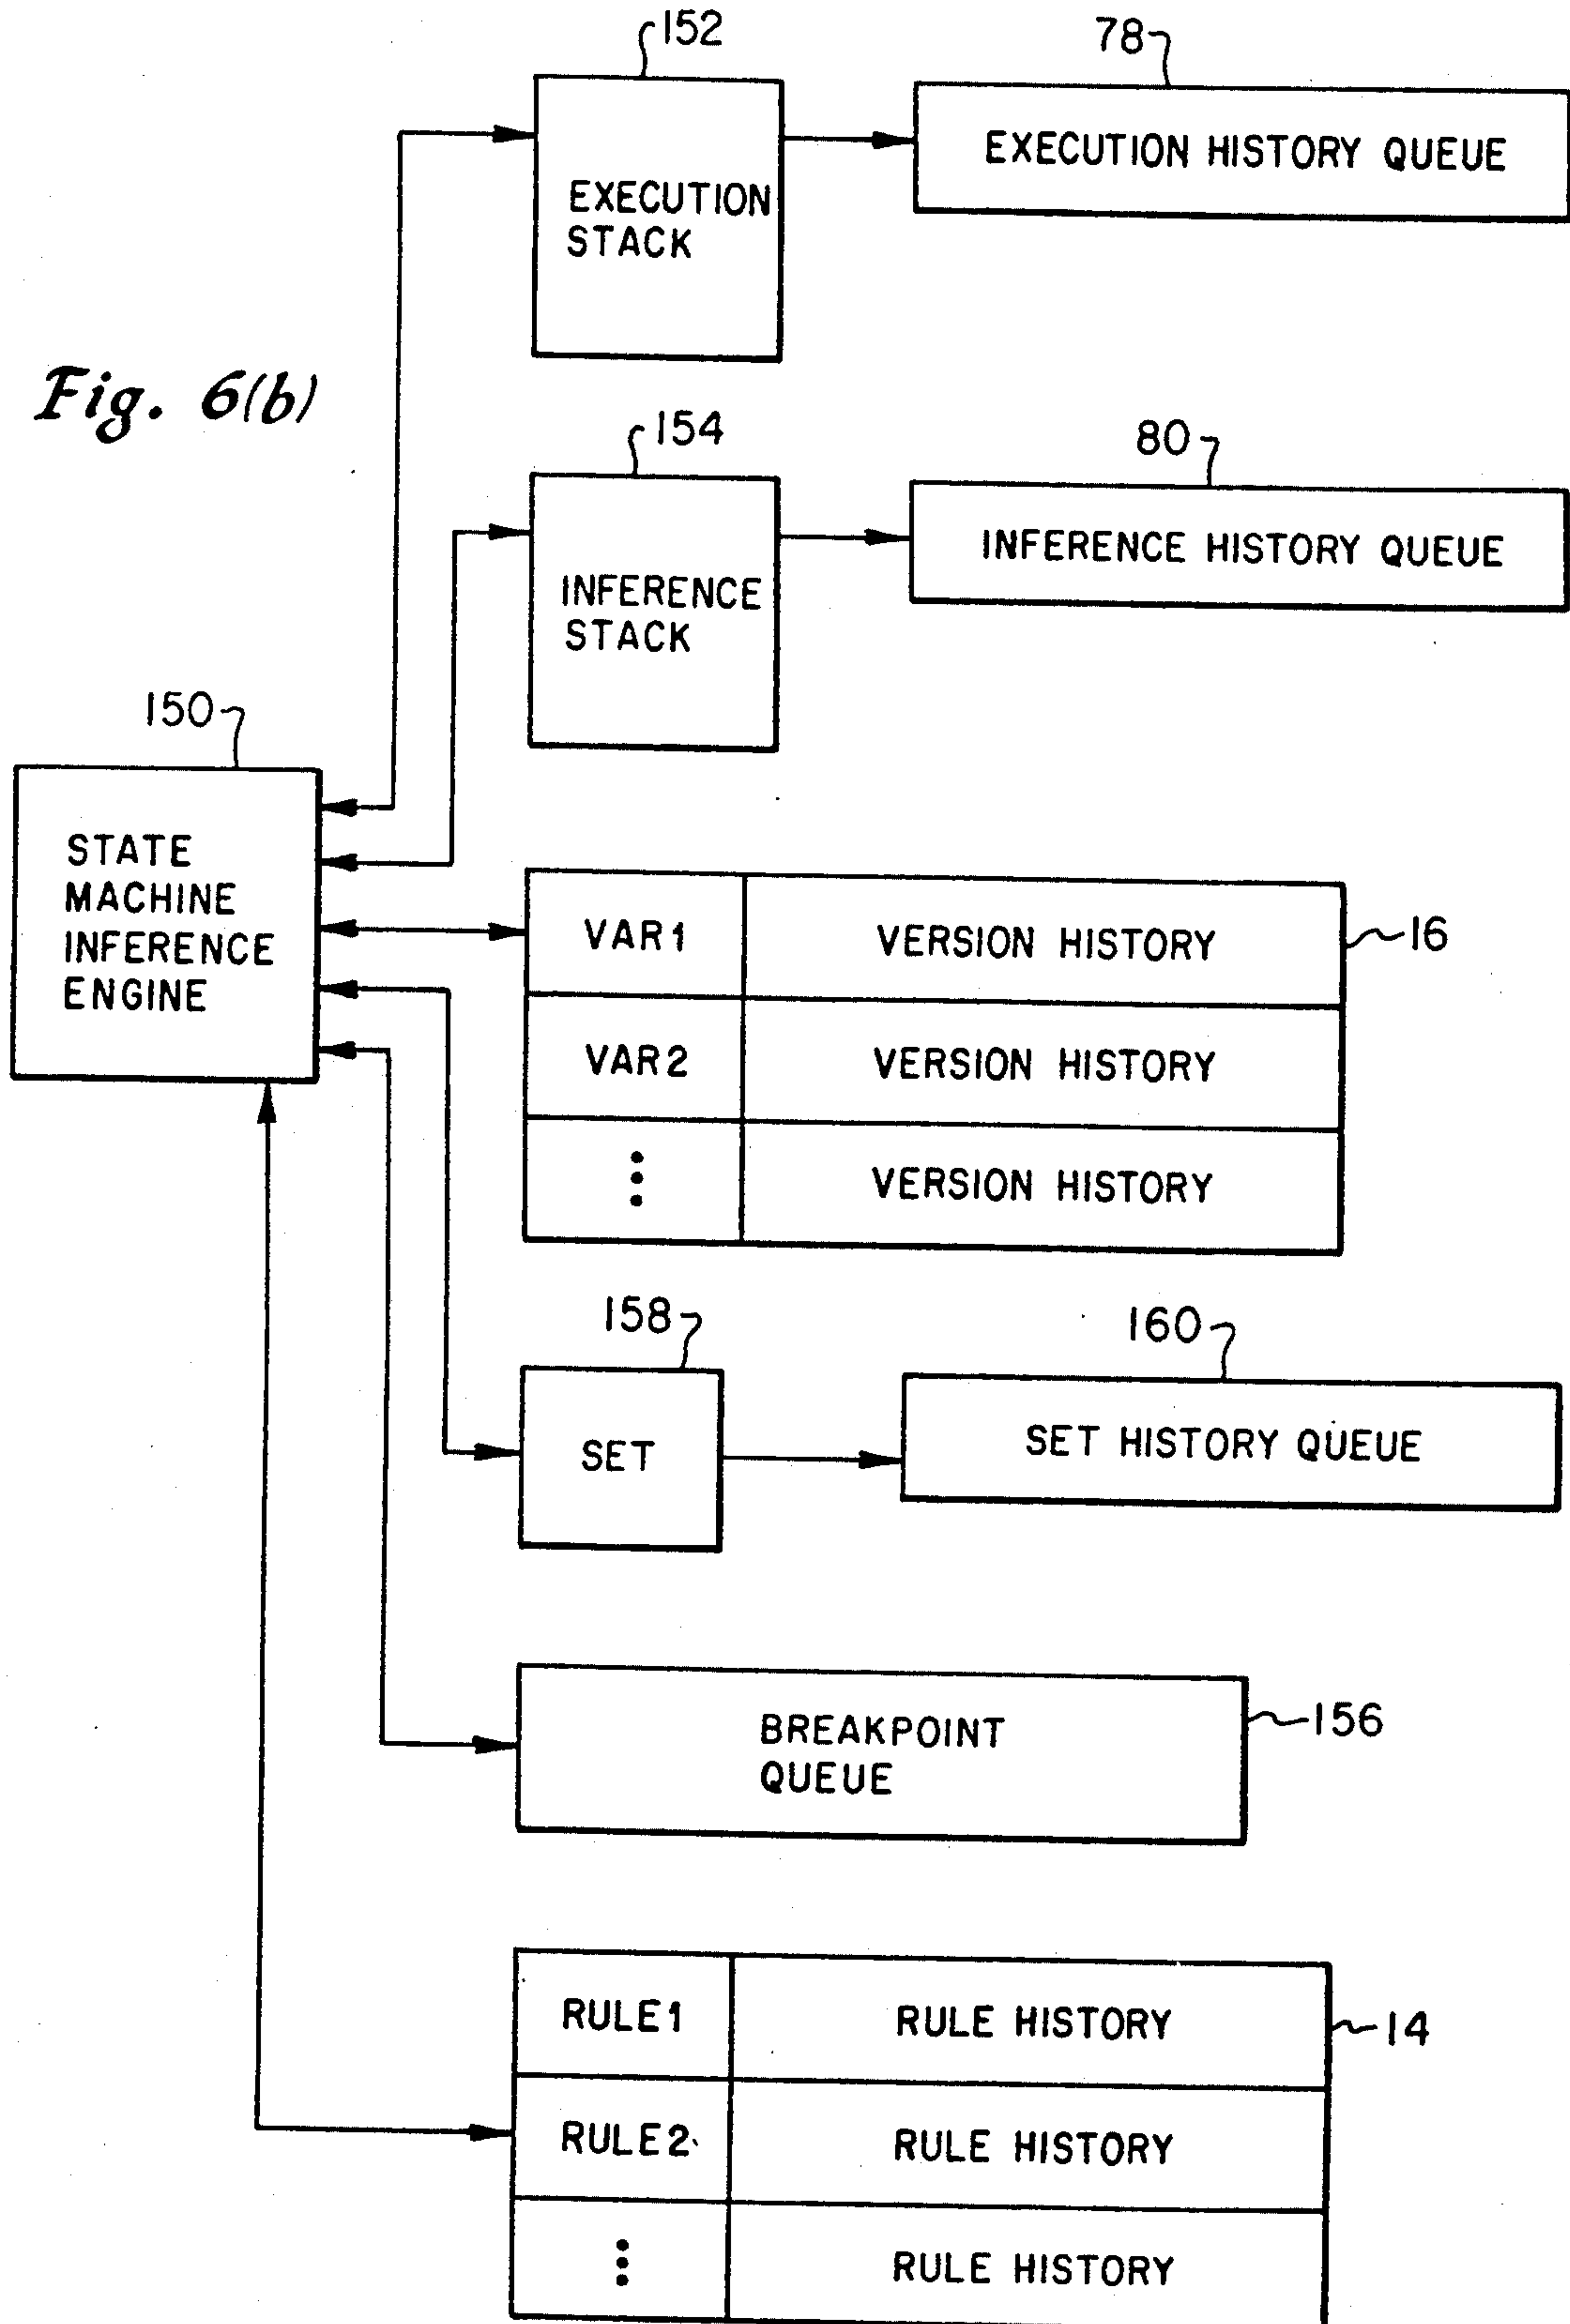 152
78
EXECUTION
STACK
EXECUTION HISTORY QUEUE
Fig. 6(b)
154
80
INFERENCE
STACK
INFERENCE HISTORY QUEUE
150
STATE
MACHINE
INFERENCE
ENGINE
VAR1 VERSION HISTORY
16
VAR2 VERSION HISTORY
⋮ VERSION HISTORY
158
160
SET
SET HISTORY QUEUE
BREAKPOINT
QUEUE
156
RULE1 RULE HISTORY
14
RULE2 RULE HISTORY
⋮ RULE HISTORY